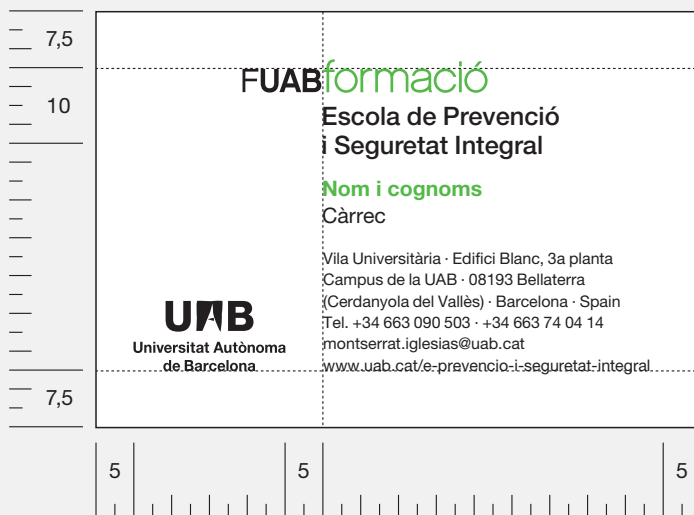 7,5
10
7,5
FUABformació
Escola de Prevenció
i Seguretat Integral
Nom i cognoms
Càrrec
Vila Universitària · Edifici Blanc, 3a planta
Campus de la UAB · 08193 Bellaterra
(Cerdanyola del Vallès) · Barcelona · Spain
Tel. +34 663 090 503 · +34 663 74 04 14
montserrat.iglesias@uab.cat
www.uab.cat/e-prevencio-i-seguretat-integral
UAB
Universitat Autònoma
de Barcelona
5
5
5